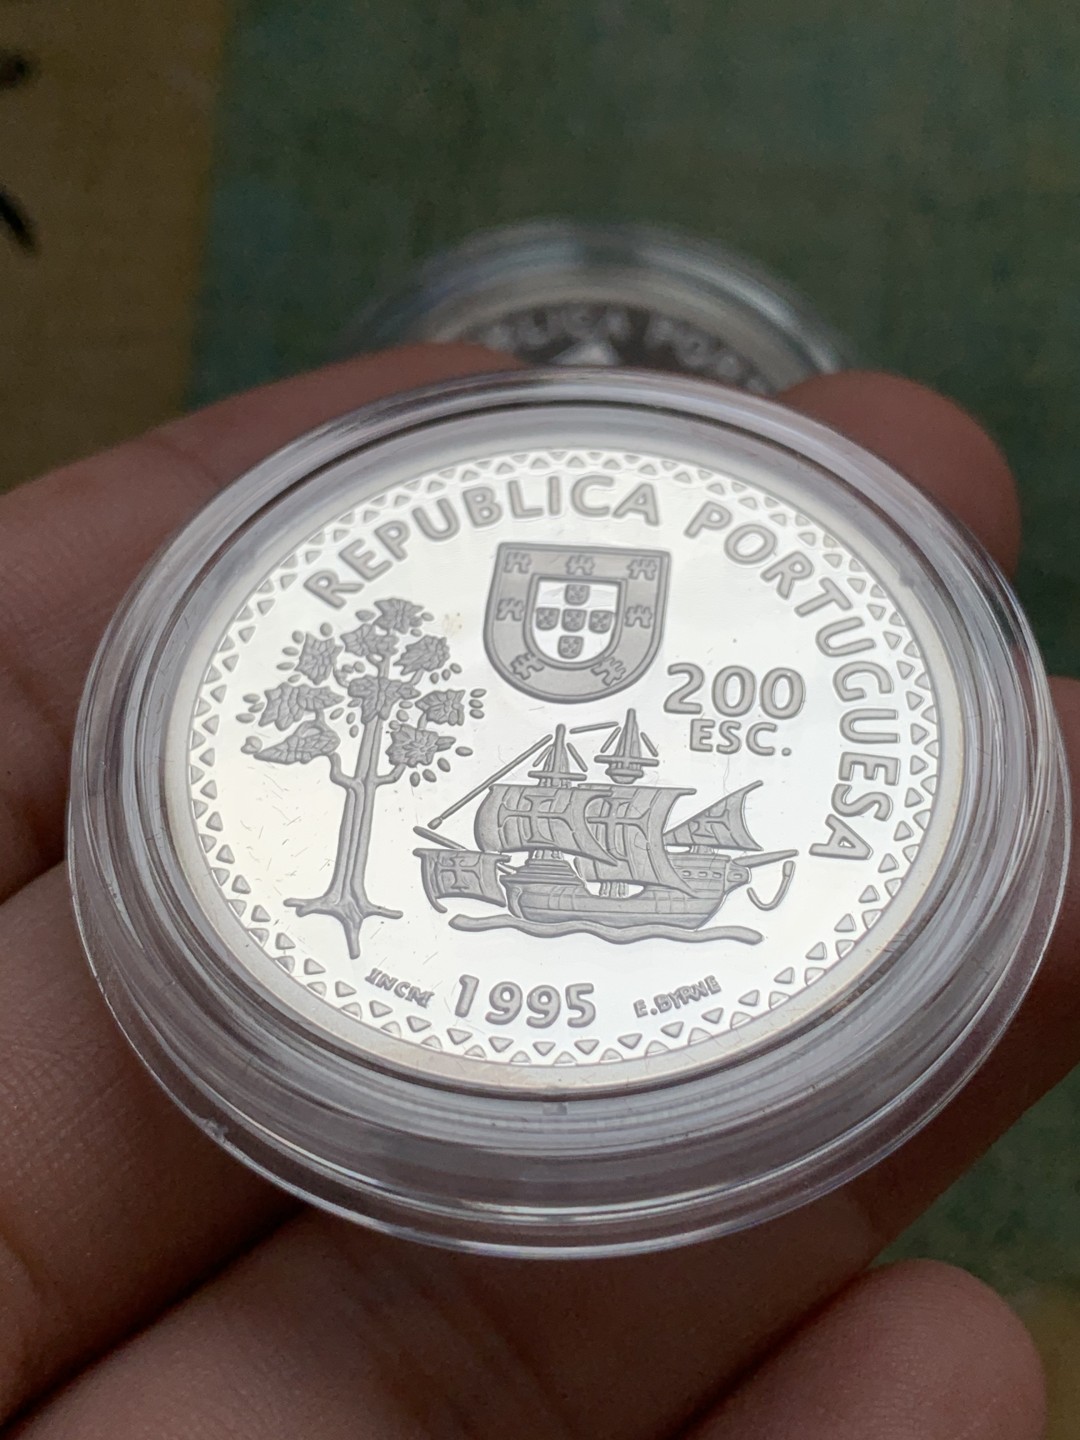 REPUBLICA PORTUGUESA
200
ESC.
INCM 1995 E.BYRNE